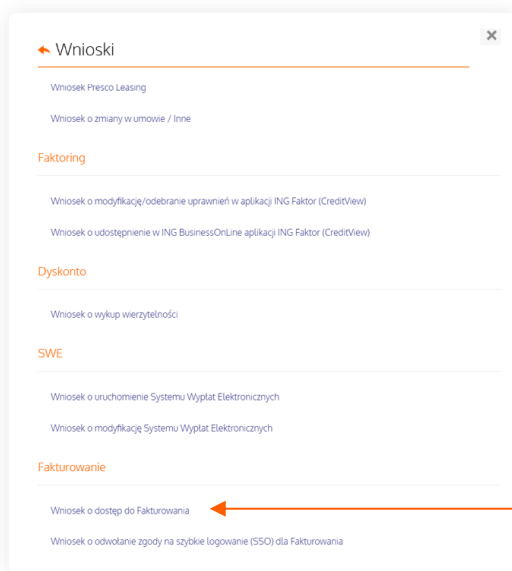 Wnioski
Wniosek Presco Leasing
Wniosek o zmiany w umowie / Inne
Faktoring
Wniosek o modyfikację/odebranie uprawnień w aplikacji ING Faktor (CreditView)
Wniosek o udostępnienie w ING BusinessOnLine aplikacji ING Faktor (CreditView)
Dyskonto
Wniosek o wykup wierzytelności
SWE
Wniosek o uruchomienie Systemu Wypłat Elektronicznych
Wniosek o modyfikację Systemu Wypłat Elektronicznych
Fakturowanie
Wniosek o dostęp do Fakturowania
Wniosek o odwołanie zgody na szybkie logowanie (SSO) dla Fakturowania